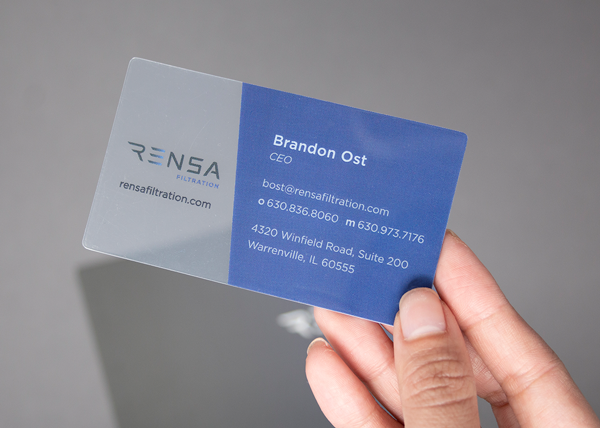 RENSA
FILTRATION
rensafiltration.com
Brandon Ost
CEO
bost@rensafiltration.com
o 630.836.8060 m 630.973.7176
4320 Winfield Road, Suite 200
Warrenville, IL 60555